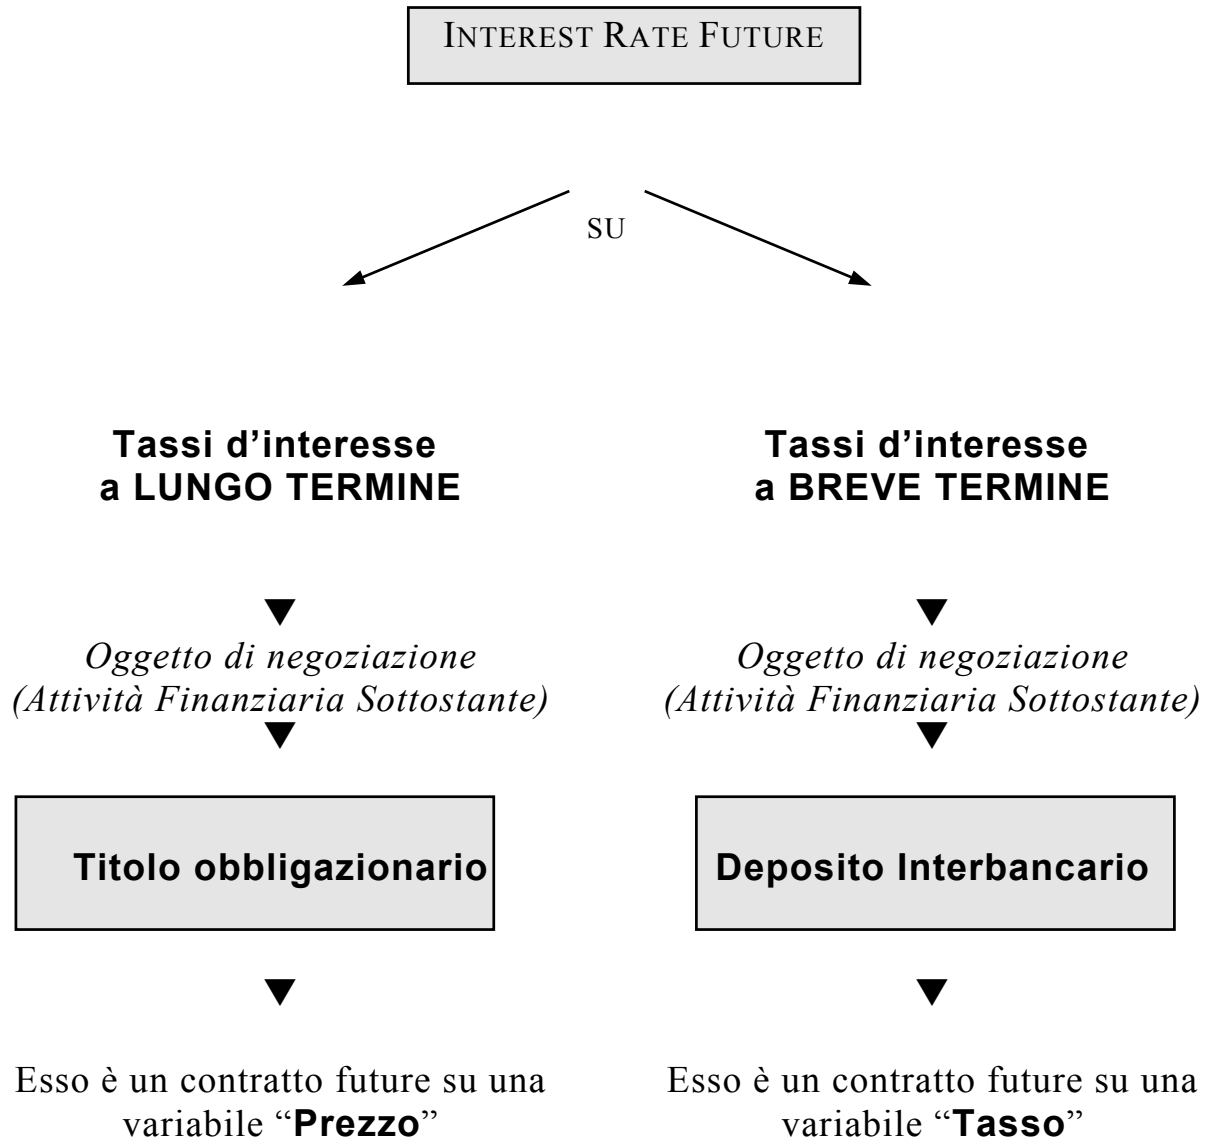 INTEREST RATE FUTURE
SU
Tassi d’interesse
a LUNGO TERMINE
Oggetto di negoziazione
(Attività Finanziaria Sottostante)
Titolo obbligazionario
Esso è un contratto future su una
variabile “Prezzo”
Tassi d’interesse
a BREVE TERMINE
Oggetto di negoziazione
(Attività Finanziaria Sottostante)
Deposito Interbancario
Esso è un contratto future su una
variabile “Tasso”